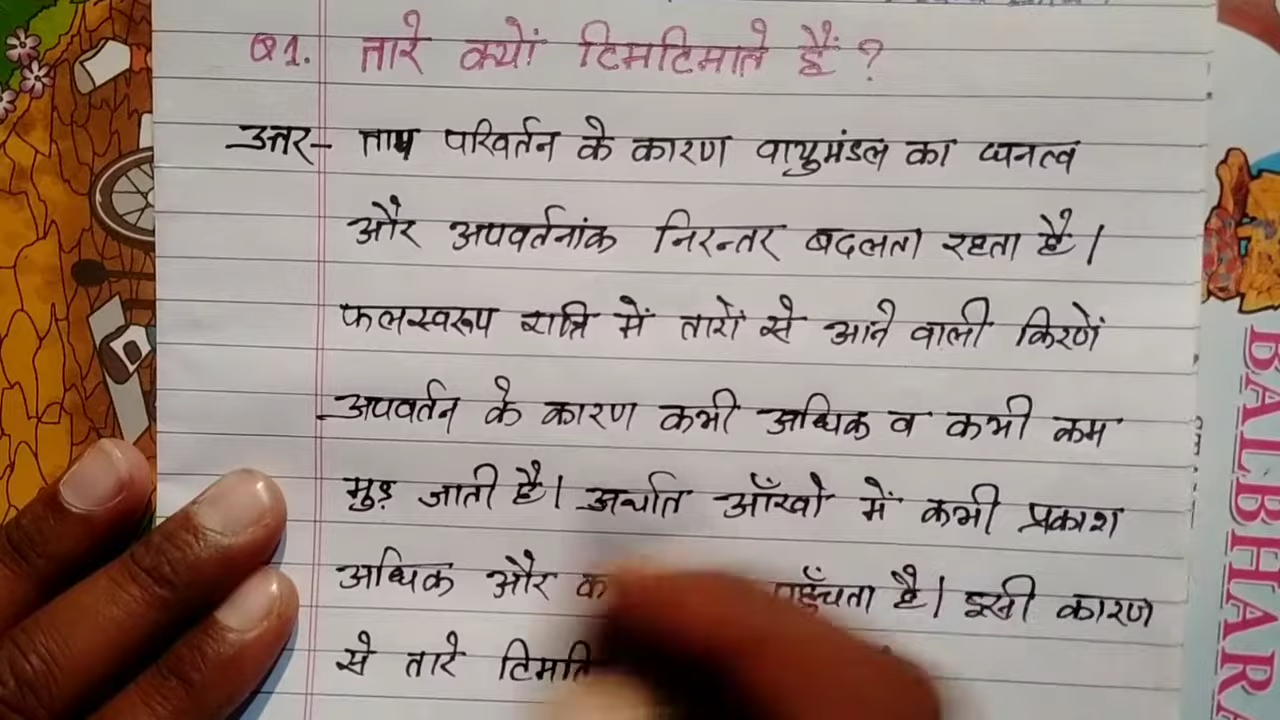 Q1. तारे क्यों टिमटिमाते हैं ?
उत्तर- ताप परिवर्तन के कारण वायुमंडल का घनत्व
और अपवर्तनांक निरन्तर बदलता रहता है।
फलस्वरूप रात्रि में तारों से आने वाली किरणें
अपवर्तन के कारण कभी अधिक व कभी कम
मुड़ जाती है। अर्थात आँखो में कभी प्रकाश
अधिक और पहुँचता है। इसी कारण
से तारे
BALBHARA